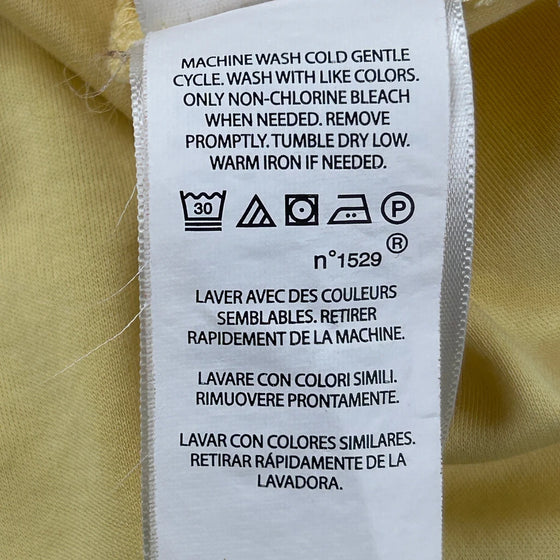 MACHINE WASH COLD GENTLE
CYCLE. WASH WITH LIKE COLORS.
ONLY NON-CHLORINE BLEACH
WHEN NEEDED. REMOVE
PROMPTLY. TUMBLE DRY LOW.
WARM IRON IF NEEDED.
30 P
n°1529 ®
LAVER AVEC DES COULEURS
SEMBLABLES. RETIRER
RAPIDEMENT DE LA MACHINE.
LAVARE CON COLORI SIMILI.
RIMUOVERE PRONTAMENTE.
LAVAR CON COLORES SIMILARES.
RETIRAR RÁPIDAMENTE DE LA
LAVADORA.